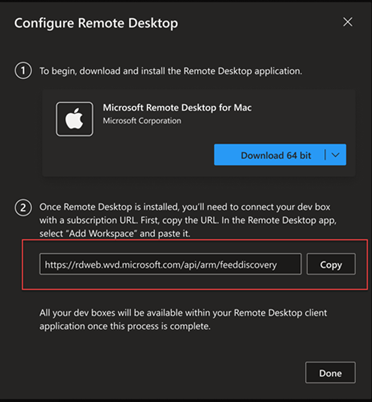 Configure Remote Desktop
1 To begin, download and install the Remote Desktop application.
Microsoft Remote Desktop for Mac
Microsoft Corporation
Download 64 bit
2 Once Remote Desktop is installed, you'll need to connect your dev box
with a subscription URL. First, copy the URL. In the Remote Desktop app,
select "Add Workspace" and paste it.
https://rdweb.wvd.microsoft.com/api/arm/feeddiscovery
Copy
All your dev boxes will be available within your Remote Desktop client
application once this process is complete.
Done